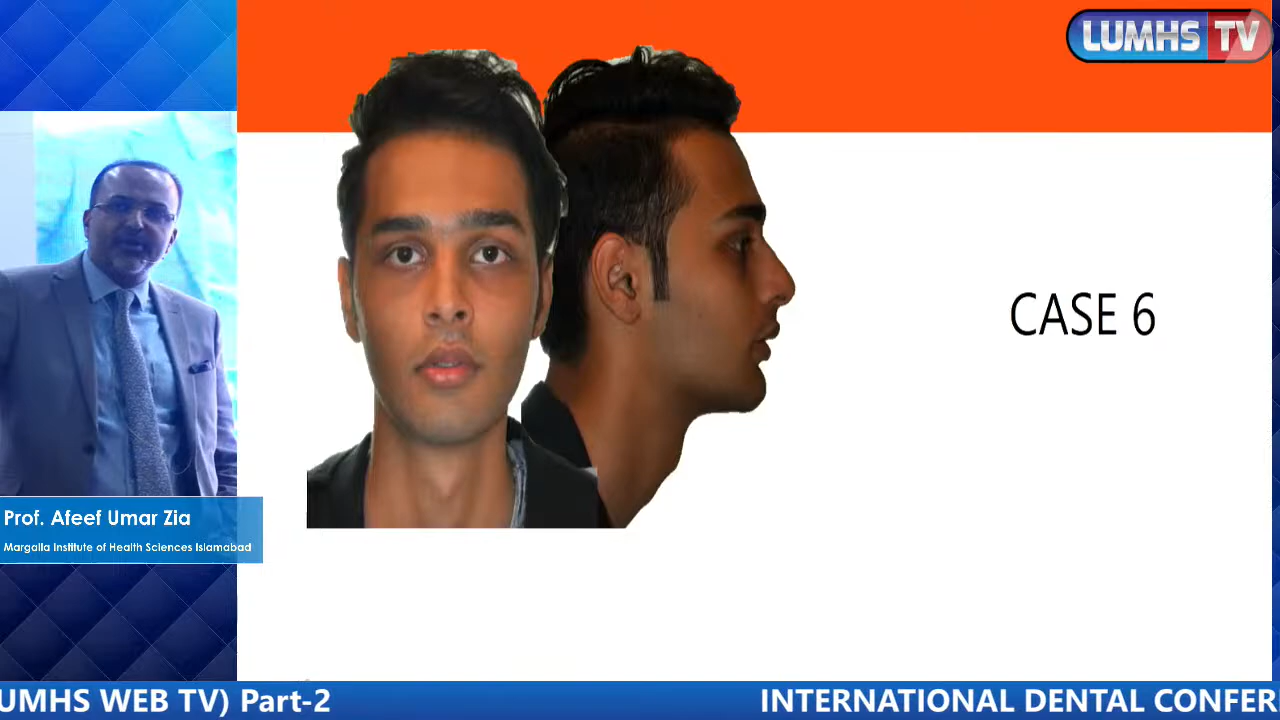 LUMHS TV
CASE 6
Prof. Afeef Umar Zia
Margalla Institute of Health Sciences Islamabad
UMHS WEB TV) Part-2
INTERNATIONAL DENTAL CONFER